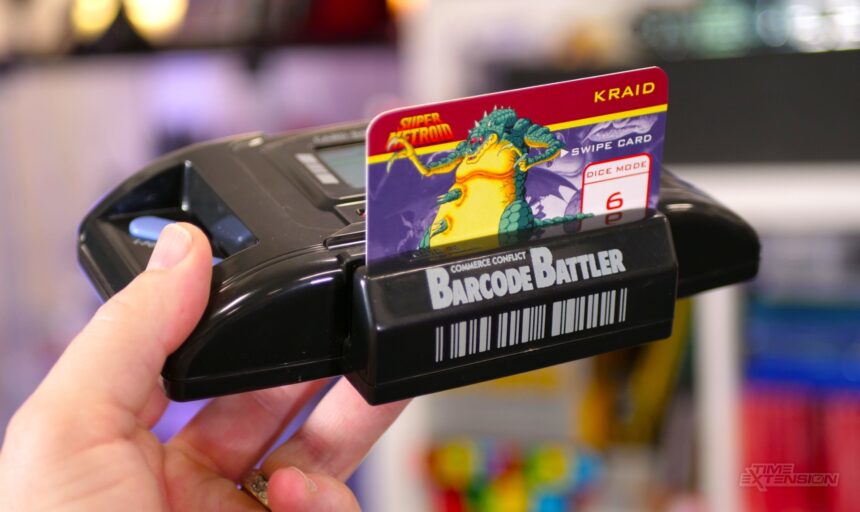 KRAID
SUPER
METROID
SWIPE CARD
DICE MODE
6
COMMERCE CONFLICT
BARCODE BATTLER
TIME
EXTENSION